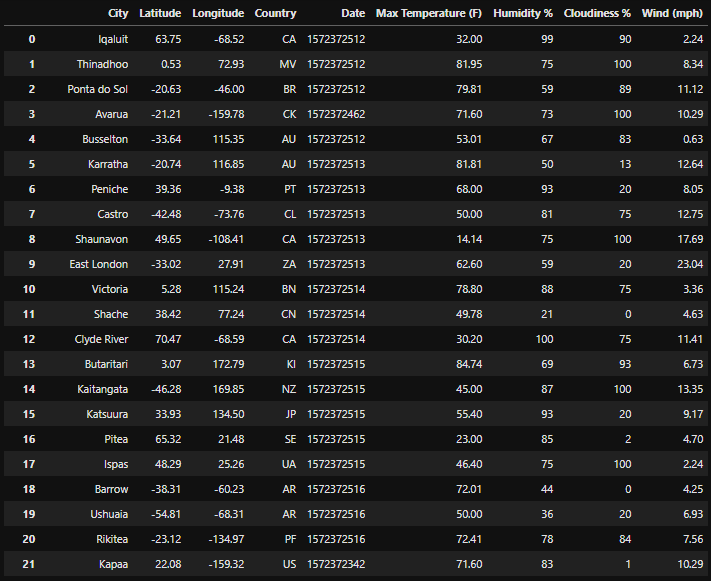 City Latitude Longitude Country Date Max Temperature (F) Humidity % Cloudiness % Wind (mph)
0 Iqaluit 63.75 -68.52 CA 1572372512 32.00 99 90 2.24
1 Thinadhoo 0.53 72.93 MV 1572372512 81.95 75 100 8.34
2 Ponta do Sol -20.63 -46.00 BR 1572372512 79.81 59 89 11.12
3 Avarua -21.21 -159.78 CK 1572372462 71.60 73 100 10.29
4 Busselton -33.64 115.35 AU 1572372512 53.01 67 83 0.63
5 Karratha -20.74 116.85 AU 1572372513 81.81 50 13 12.64
6 Peniche 39.36 -9.38 PT 1572372513 68.00 93 20 8.05
7 Castro -42.48 -73.76 CL 1572372513 50.00 81 75 12.75
8 Shaunavon 49.65 -108.41 CA 1572372513 14.14 75 100 17.69
9 East London -33.02 27.91 ZA 1572372513 62.60 59 20 23.04
10 Victoria 5.28 115.24 BN 1572372514 78.80 88 75 3.36
11 Shache 38.42 77.24 CN 1572372514 49.78 21 0 4.63
12 Clyde River 70.47 -68.59 CA 1572372514 30.20 100 75 11.41
13 Butaritari 3.07 172.79 KI 1572372515 84.74 69 93 6.73
14 Kaitangata -46.28 169.85 NZ 1572372515 45.00 87 100 13.35
15 Katsuura 33.93 134.50 JP 1572372515 55.40 93 20 9.17
16 Pitea 65.32 21.48 SE 1572372515 23.00 85 2 4.70
17 Ispas 48.29 25.26 UA 1572372515 46.40 75 100 2.24
18 Barrow -38.31 -60.23 AR 1572372516 72.01 44 0 4.25
19 Ushuaia -54.81 -68.31 AR 1572372516 50.00 36 20 6.93
20 Rikitea -23.12 -134.97 PF 1572372516 72.41 78 84 7.56
21 Kapaa 22.08 -159.32 US 1572372342 71.60 83 1 10.29